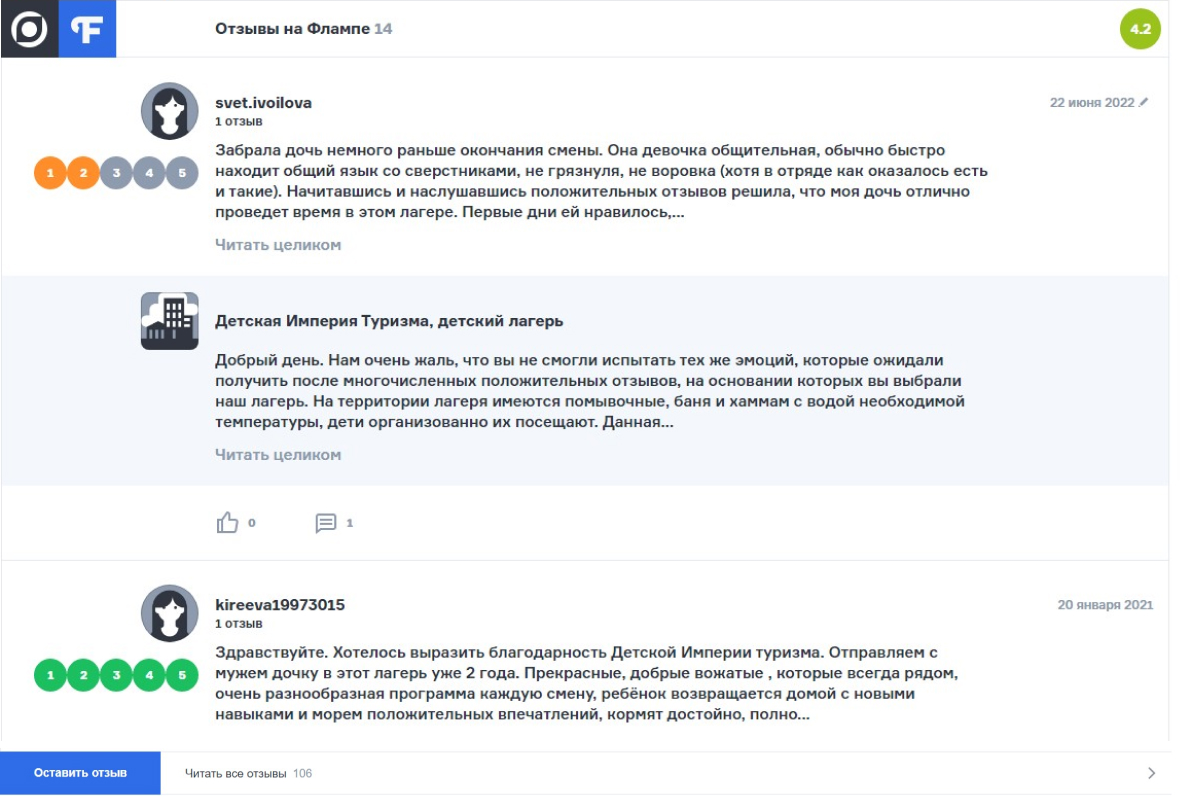 Отзывы на Флампе 14
4.2
svet.ivoilova
22 июня 2022
1 отзыв
1 2 3 4 5
Забрала дочь немного раньше окончания смены. Она девочка общительная, обычно быстро
находит общий язык со сверстниками, не грязнуля, не воровка (хотя в отряде как оказалось есть
и такие). Начитавшись и наслушавшись положительных отзывов решила, что моя дочь отлично
проведет время в этом лагере. Первые дни ей нравилось,...
Читать целиком
Детская Империя Туризма, детский лагерь
Добрый день. Нам очень жаль, что вы не смогли испытать тех же эмоций, которые ожидали
получить после многочисленных положительных отзывов, на основании которых вы выбрали
наш лагерь. На территории лагеря имеются помывочные, баня и хаммам с водой необходимой
температуры, дети организованно их посещают. Данная...
Читать целиком
0 1
kireeva19973015
20 января 2021
1 отзыв
1 2 3 4 5
Здравствуйте. Хотелось выразить благодарность Детской Империи туризма. Отправляем с
мужем дочку в этот лагерь уже 2 года. Прекрасные, добрые вожатые , которые всегда рядом,
очень разнообразная программа каждую смену, ребёнок возвращается домой с новыми
навыками и морем положительных впечатлений, кормят достойно, полно...
Оставить отзыв
Читать все отзывы 106